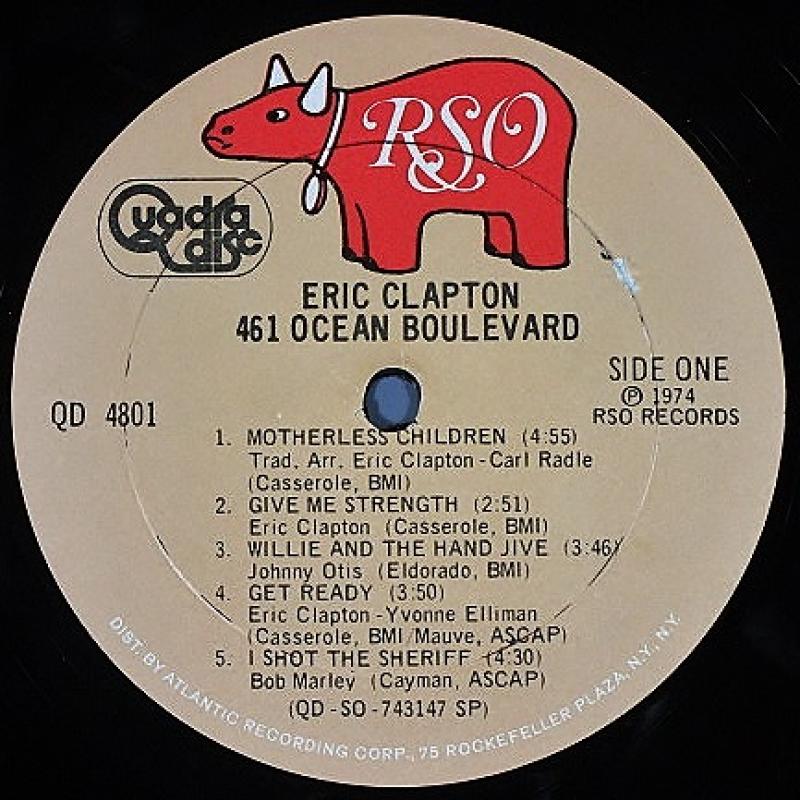 RSO
Quadradisc
ERIC CLAPTON
461 OCEAN BOULEVARD
SIDE ONE
℗ 1974
RSO RECORDS
QD 4801
1. MOTHERLESS CHILDREN (4:55)
Trad. Arr. Eric Clapton - Carl Radle
(Casserole, BMI)
2. GIVE ME STRENGTH (2:51)
Eric Clapton (Casserole, BMI)
3. WILLIE AND THE HAND JIVE (3:46)
Johnny Otis (Eldorado, BMI)
4. GET READY (3:50)
Eric Clapton - Yvonne Elliman
(Casserole, BMI/Mauve, ASCAP)
5. I SHOT THE SHERIFF (4:30)
Bob Marley (Cayman, ASCAP)
(QD-SO-743147 SP)
DIST. BY ATLANTIC RECORDING CORP., 75 ROCKEFELLER PLAZA, N.Y., N.Y.